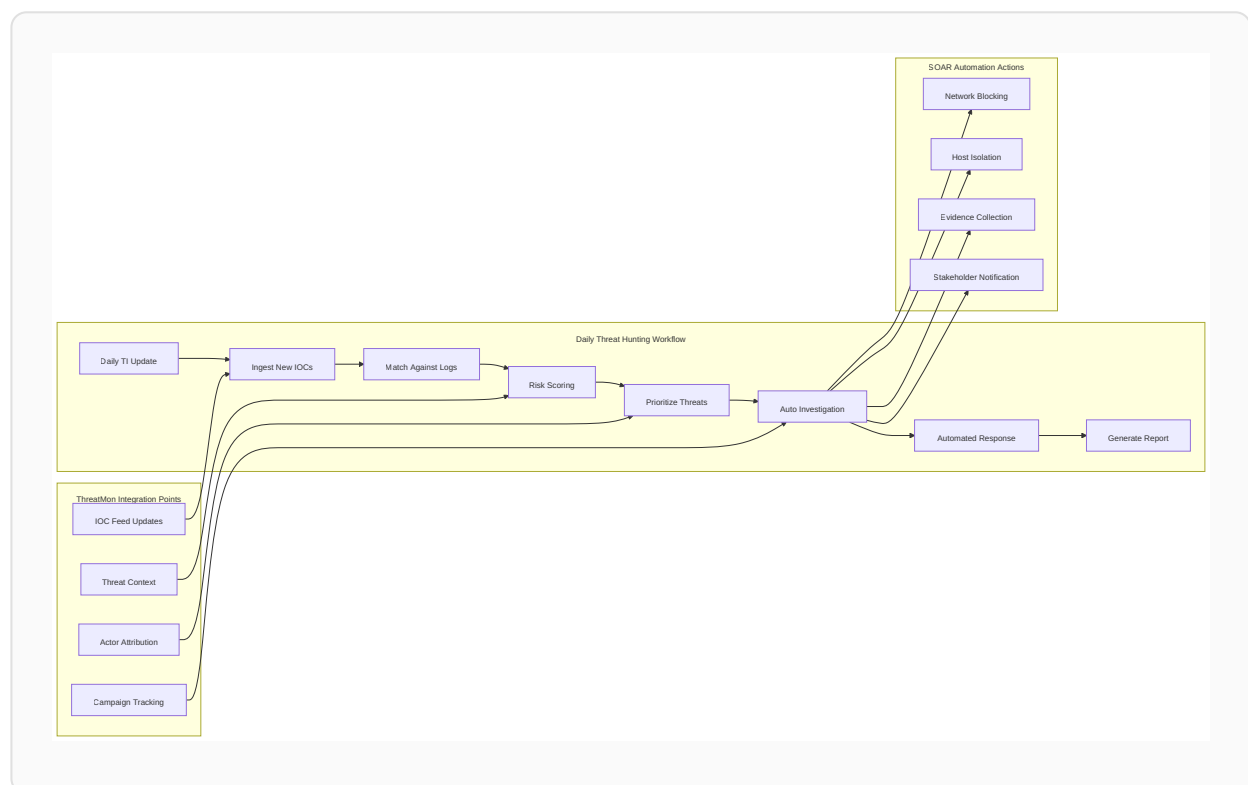 SOAR Automation Actions
Network Blocking
Host Isolation
Evidence Collection
Stakeholder Notification
Daily Threat Hunting Workflow
Daily TI Update
Ingest New IOCs
Match Against Logs
Risk Scoring
Prioritize Threats
Auto Investigation
Automated Response
Generate Report
ThreatMon Integration Points
IOC Feed Updates
Threat Context
Actor Attribution
Campaign Tracking